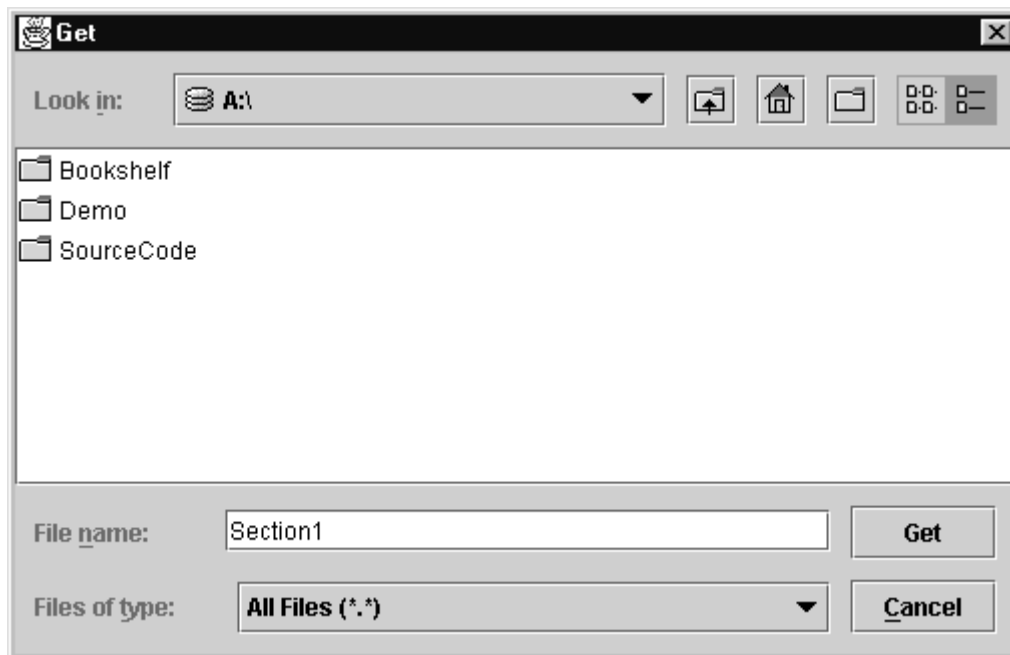 Get
Look in:
A:\
Bookshelf
Demo
SourceCode
File name:
Section1
Get
Files of type:
All Files (*.*)
Cancel